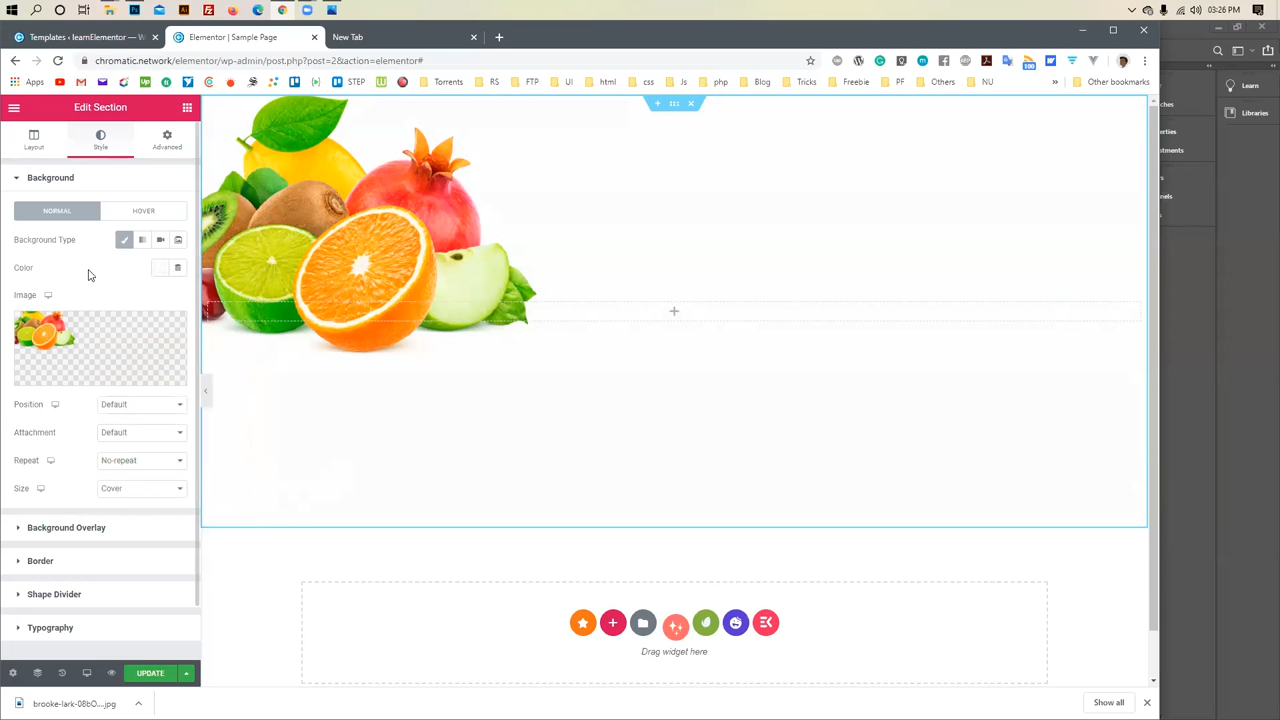 03:26 PM
Templates ‹ learnElementor — W
Elementor | Sample Page
New Tab
chromatic.network/elementor/wp-admin/post.php?post=2&action=elementor#
Apps
Torrents
RS
FTP
UI
html
css
Js
php
Blog
Tricks
Freebie
PF
Others
NU
Other bookmarks
Edit Section
Learn
Libraries
Layout
Style
Advanced
Background
NORMAL
HOVER
Background Type
Color
Image
Position
Default
Attachment
Default
Repeat
No-repeat
Size
Cover
Background Overlay
Border
Shape Divider
Typography
Drag widget here
UPDATE
brooke-lark-08bO....jpg
Show all